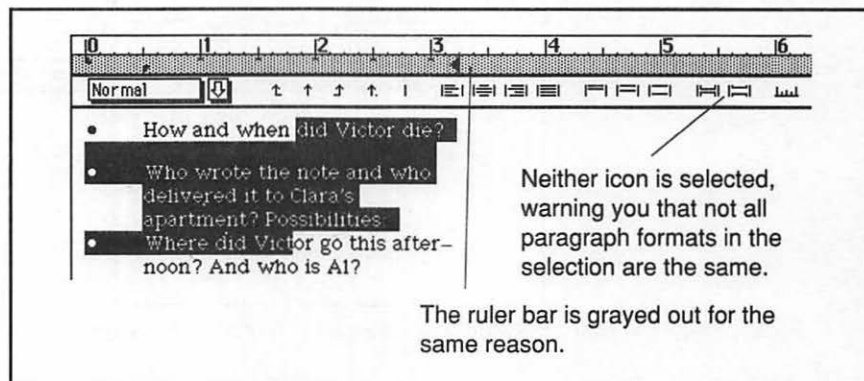 0 1 2 3 4 5 6
Normal
• How and when did Victor die?
• Who wrote the note and who
delivered it to Clara's
apartment? Possibilities:
• Where did Victor go this after–
noon? And who is Al?
Neither icon is selected,
warning you that not all
paragraph formats in the
selection are the same.
The ruler bar is grayed out for the
same reason.